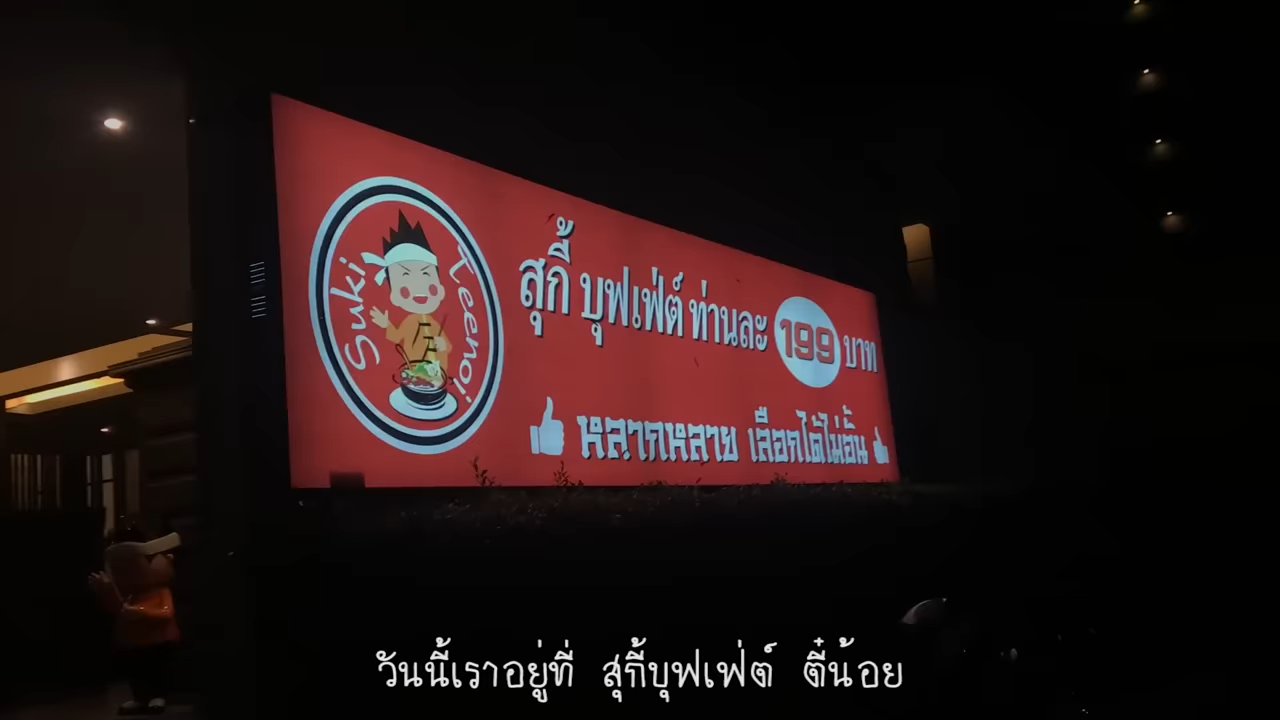 Suki Teenoi
สุกี้ บุฟเฟ่ต์ ท่านละ 199 บาท
หลากหลาย เลือกได้ไม่อั้น
วันนี้เราอยู่ที่ สุกี้บุฟเฟ่ต์ ตี๋น้อย